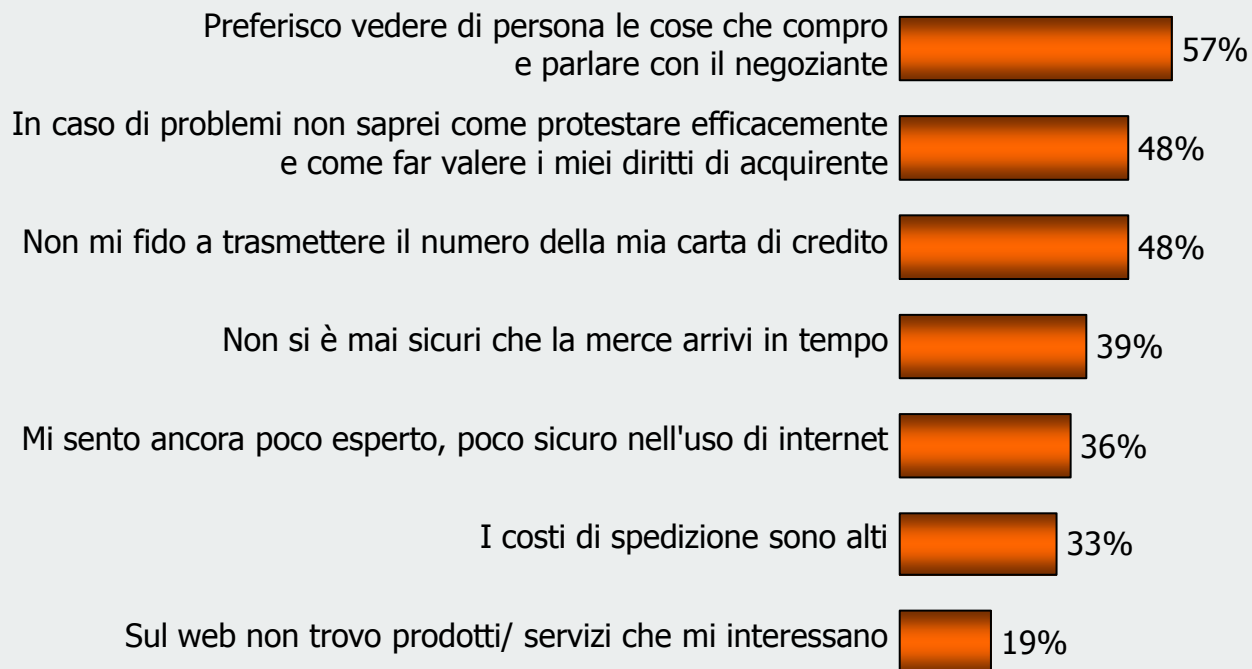 Preferisco vedere di persona le cose che compro
e parlare con il negoziante
57%
In caso di problemi non saprei come protestare efficacemente
e come far valere i miei diritti di acquirente
48%
Non mi fido a trasmettere il numero della mia carta di credito
48%
Non si è mai sicuri che la merce arrivi in tempo
39%
Mi sento ancora poco esperto, poco sicuro nell'uso di internet
36%
I costi di spedizione sono alti
33%
Sul web non trovo prodotti/ servizi che mi interessano
19%